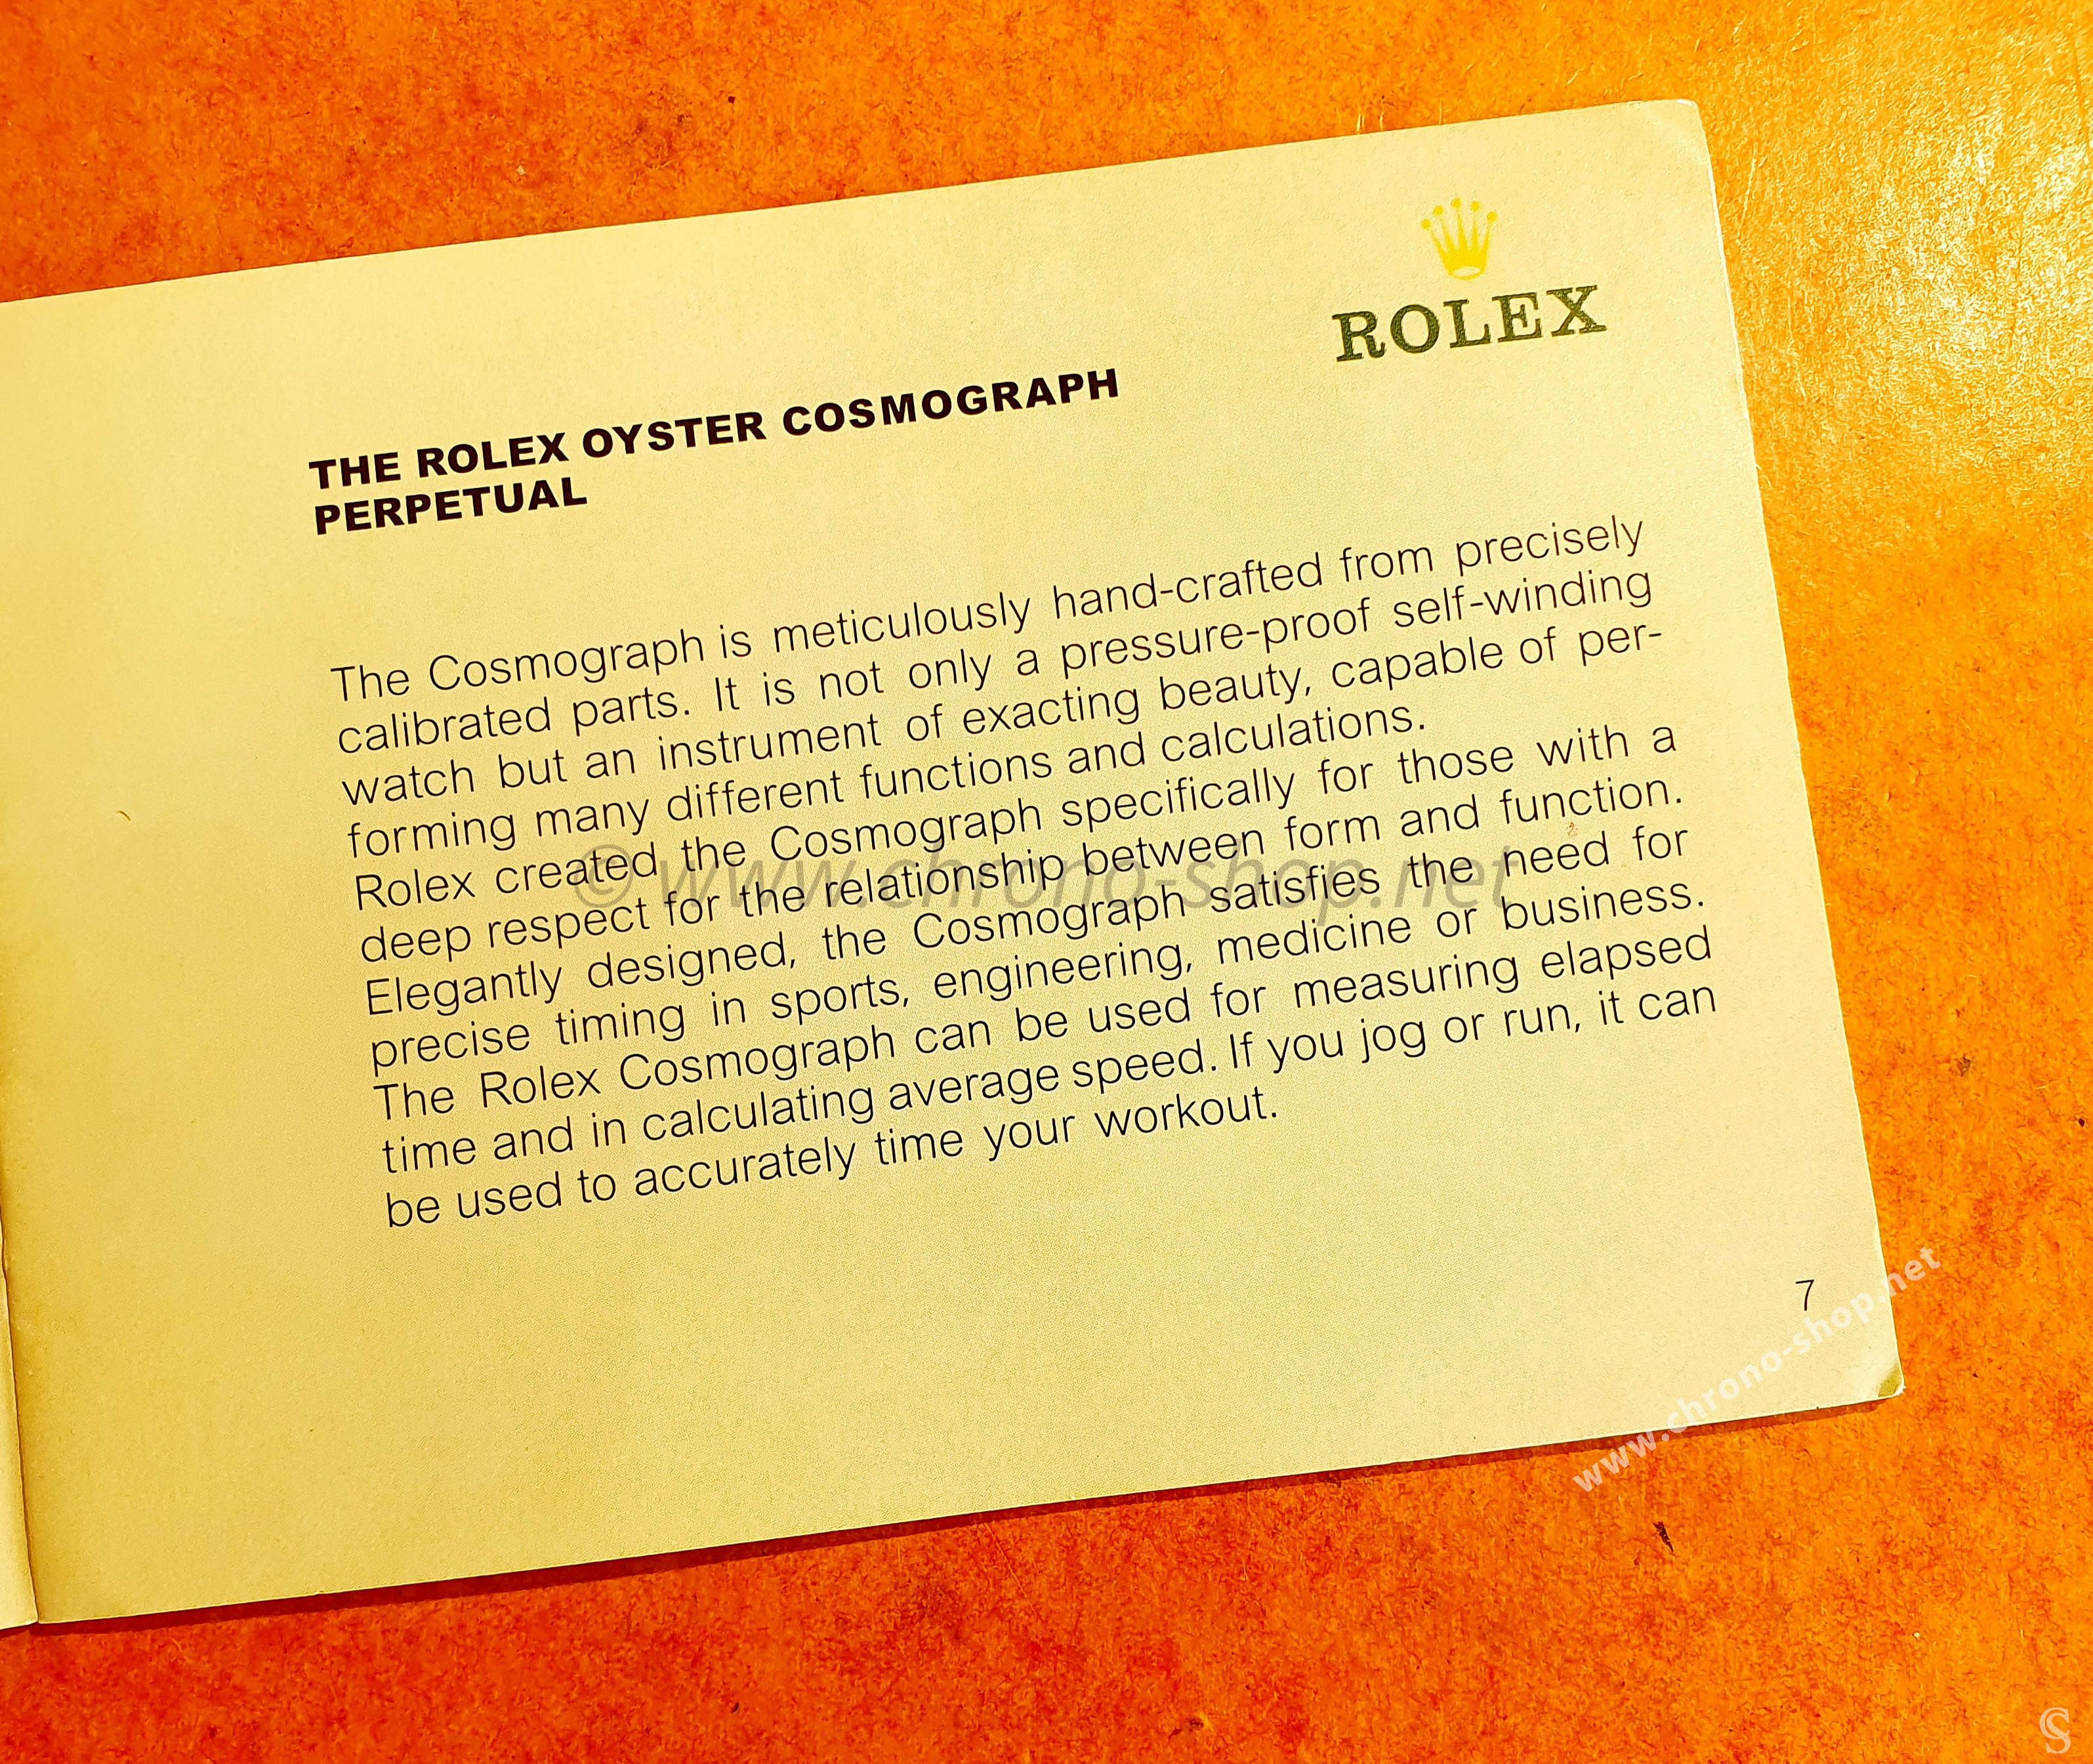 ROLEX
THE ROLEX OYSTER COSMOGRAPH
PERPETUAL
The Cosmograph is meticulously hand-crafted from precisely
calibrated parts. It is not only a pressure-proof self-winding
watch but an instrument of exacting beauty, capable of per-
forming many different functions and calculations.
Rolex created the Cosmograph specifically for those with a
deep respect for the relationship between form and function.
Elegantly designed, the Cosmograph satisfies the need for
precise timing in sports, engineering, medicine or business.
The Rolex Cosmograph can be used for measuring elapsed
time and in calculating average speed. If you jog or run, it can
be used to accurately time your workout.
© www.chrono-shop.net
7
www.chrono-shop.net